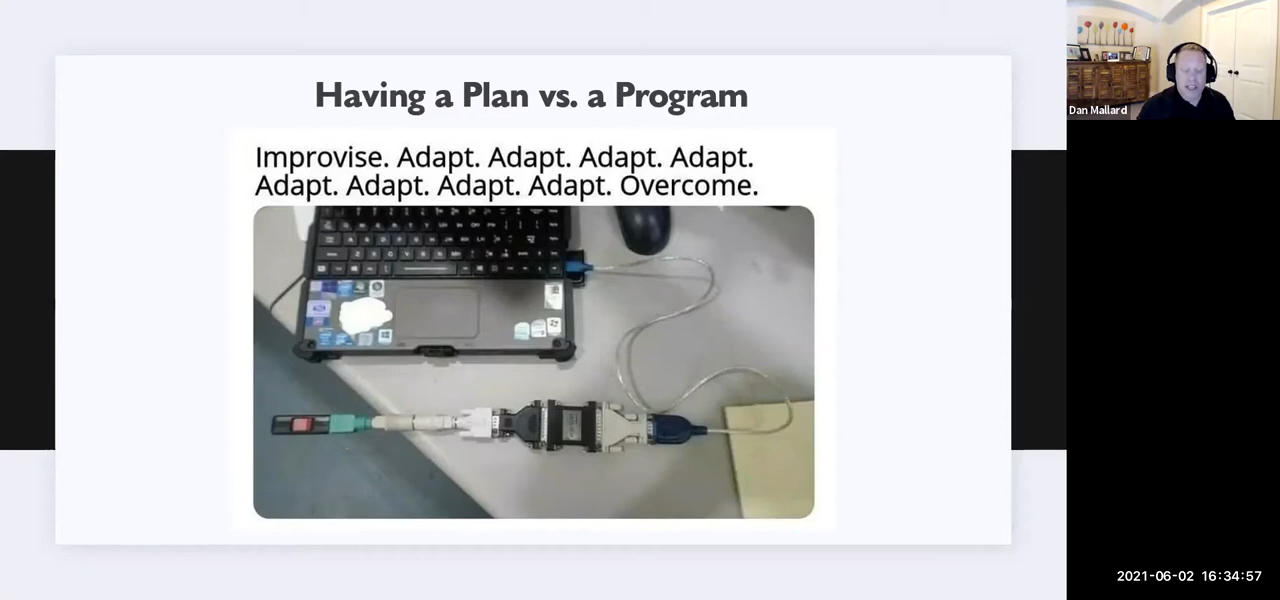 Having a Plan vs. a Program
Improvise. Adapt. Adapt. Adapt. Adapt.
Adapt. Adapt. Adapt. Adapt. Overcome.
Dan Mallard
2021-06-02 16:34:57